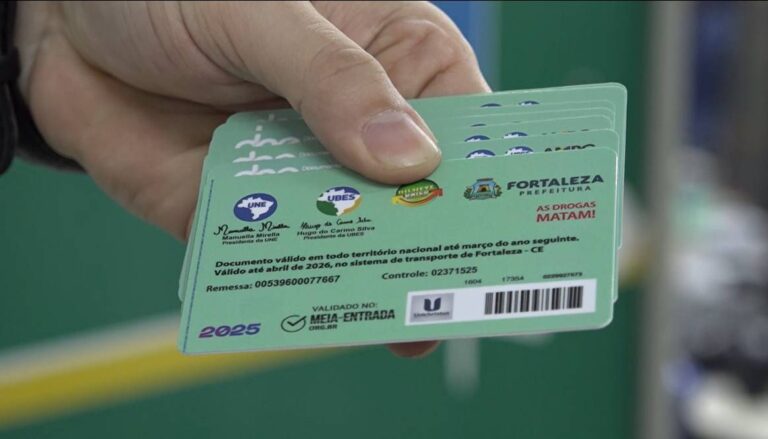 UNE
UBES
FORTALEZA
PREFEITURA
AS DROGAS
MATAM!
Manuella Mirella
Presidenta da UNE
Hugo do Carmo Silva
Presidente da UBES
Documento válido em todo território nacional até março do ano seguinte.
Válido até abril de 2026, no sistema de transporte de Fortaleza - CE
Remessa: 00539600077667
Controle: 02371525
1604
1735A
2025
VALIDADO NO:
MEIA-ENTRADA
ORG.BR